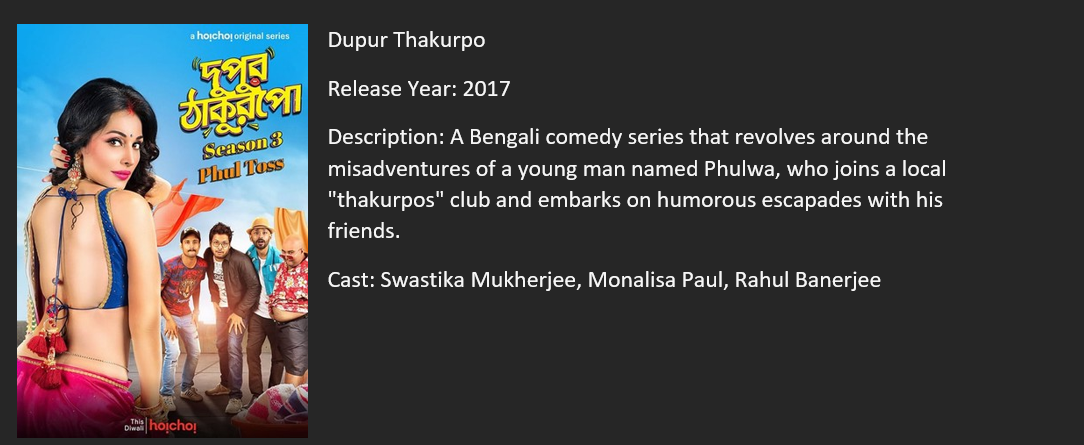 a hoichoi original series
দুপুর
ঠাকুরপো
Season 3
Phul Toss
This
Diwali
hoichoi
Dupur Thakurpo
Release Year: 2017
Description: A Bengali comedy series that revolves around the
misadventures of a young man named Phulwa, who joins a local
"thakurpos" club and embarks on humorous escapades with his
friends.
Cast: Swastika Mukherjee, Monalisa Paul, Rahul Banerjee